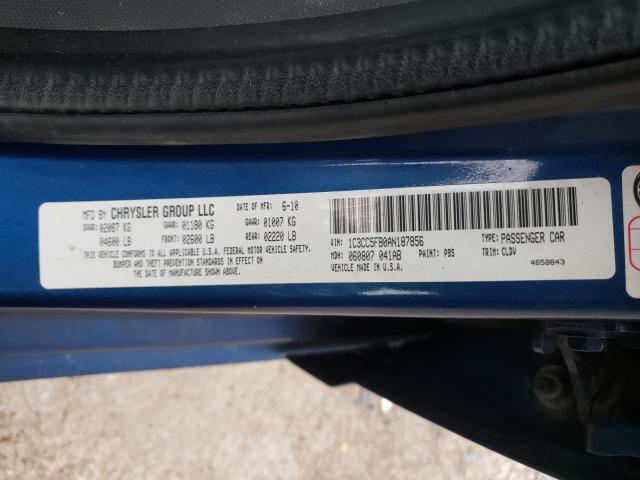 MFD BY CHRYSLER GROUP LLC
DATE OF MFR: 6-10
GVWR: 02087 KG
GAWR: 01180 KG
GAWR: 01007 KG
04600 LB
FRONT: 02600 LB
REAR: 02220 LB
THIS VEHICLE CONFORMS TO ALL APPLICABLE U.S.A. FEDERAL MOTOR VEHICLE SAFETY,
BUMPER AND THEFT PREVENTION STANDARDS IN EFFECT ON
THE DATE OF MANUFACTURE SHOWN ABOVE.
VIN: 1C3CC5FB0AN187856
TYPE: PASSENGER CAR
MDH: 060807 041AB
PAINT: PBS
TRIM: CLDV
VEHICLE MADE IN U.S.A.
4658843